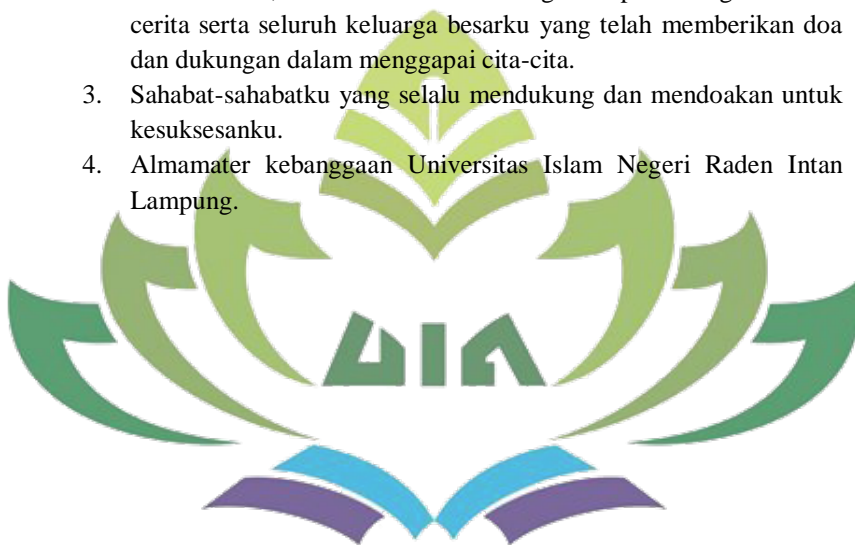 cerita serta seluruh keluarga besarku yang telah memberikan doa
dan dukungan dalam menggapai cita-cita.
3. Sahabat-sahabatku yang selalu mendukung dan mendoakan untuk
kesuksesanku.
4. Almamater kebanggaan Universitas Islam Negeri Raden Intan
Lampung.
UIN